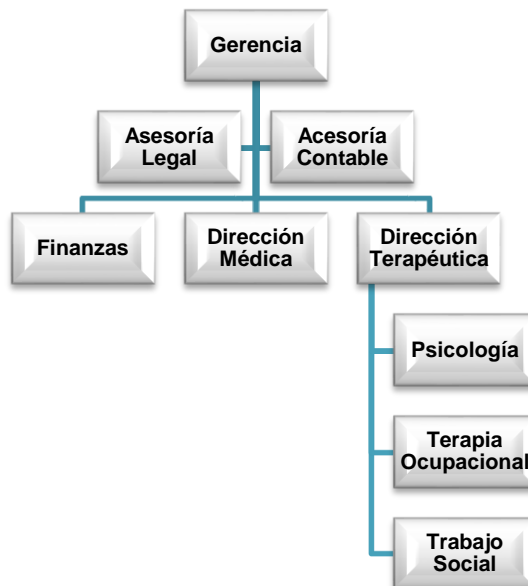 Gerencia
Asesoría
Legal
Acesoría
Contable
Finanzas
Dirección
Médica
Dirección
Terapéutica
Psicología
Terapia
Ocupacional
Trabajo
Social